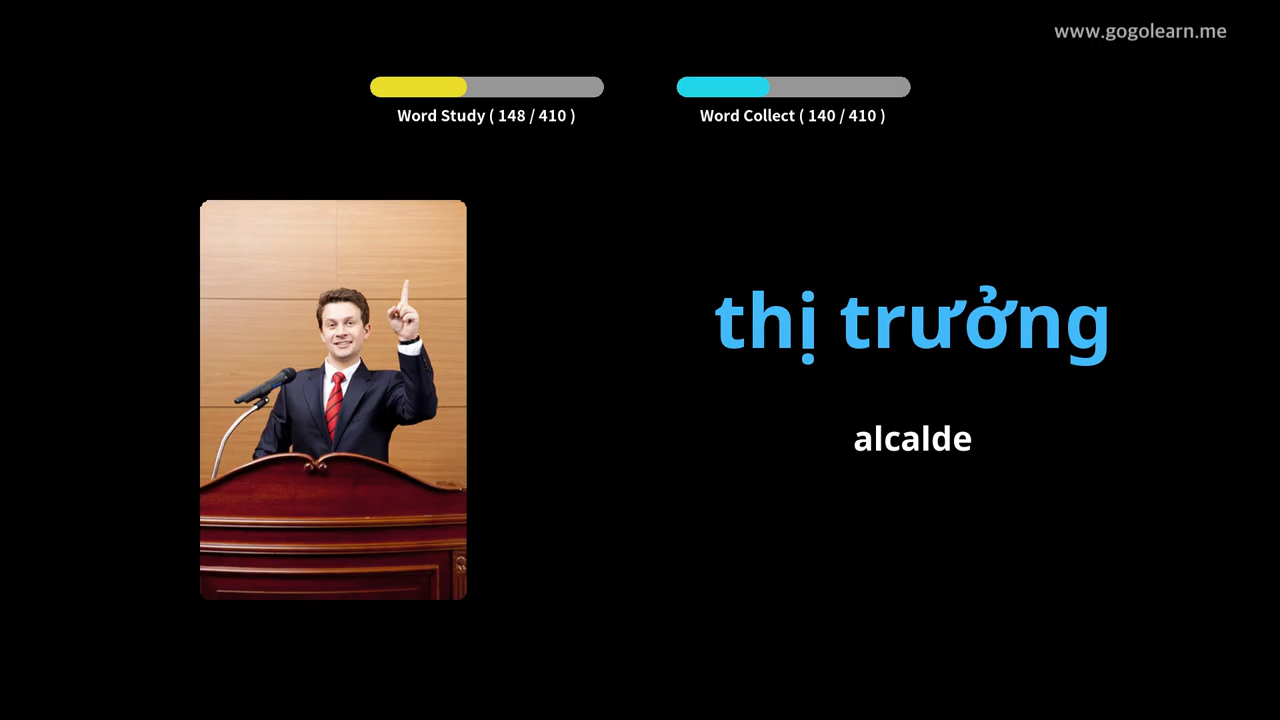 www.gogolearn.me
Word Study ( 148 / 410 )
Word Collect ( 140 / 410 )
thị trưởng
alcalde